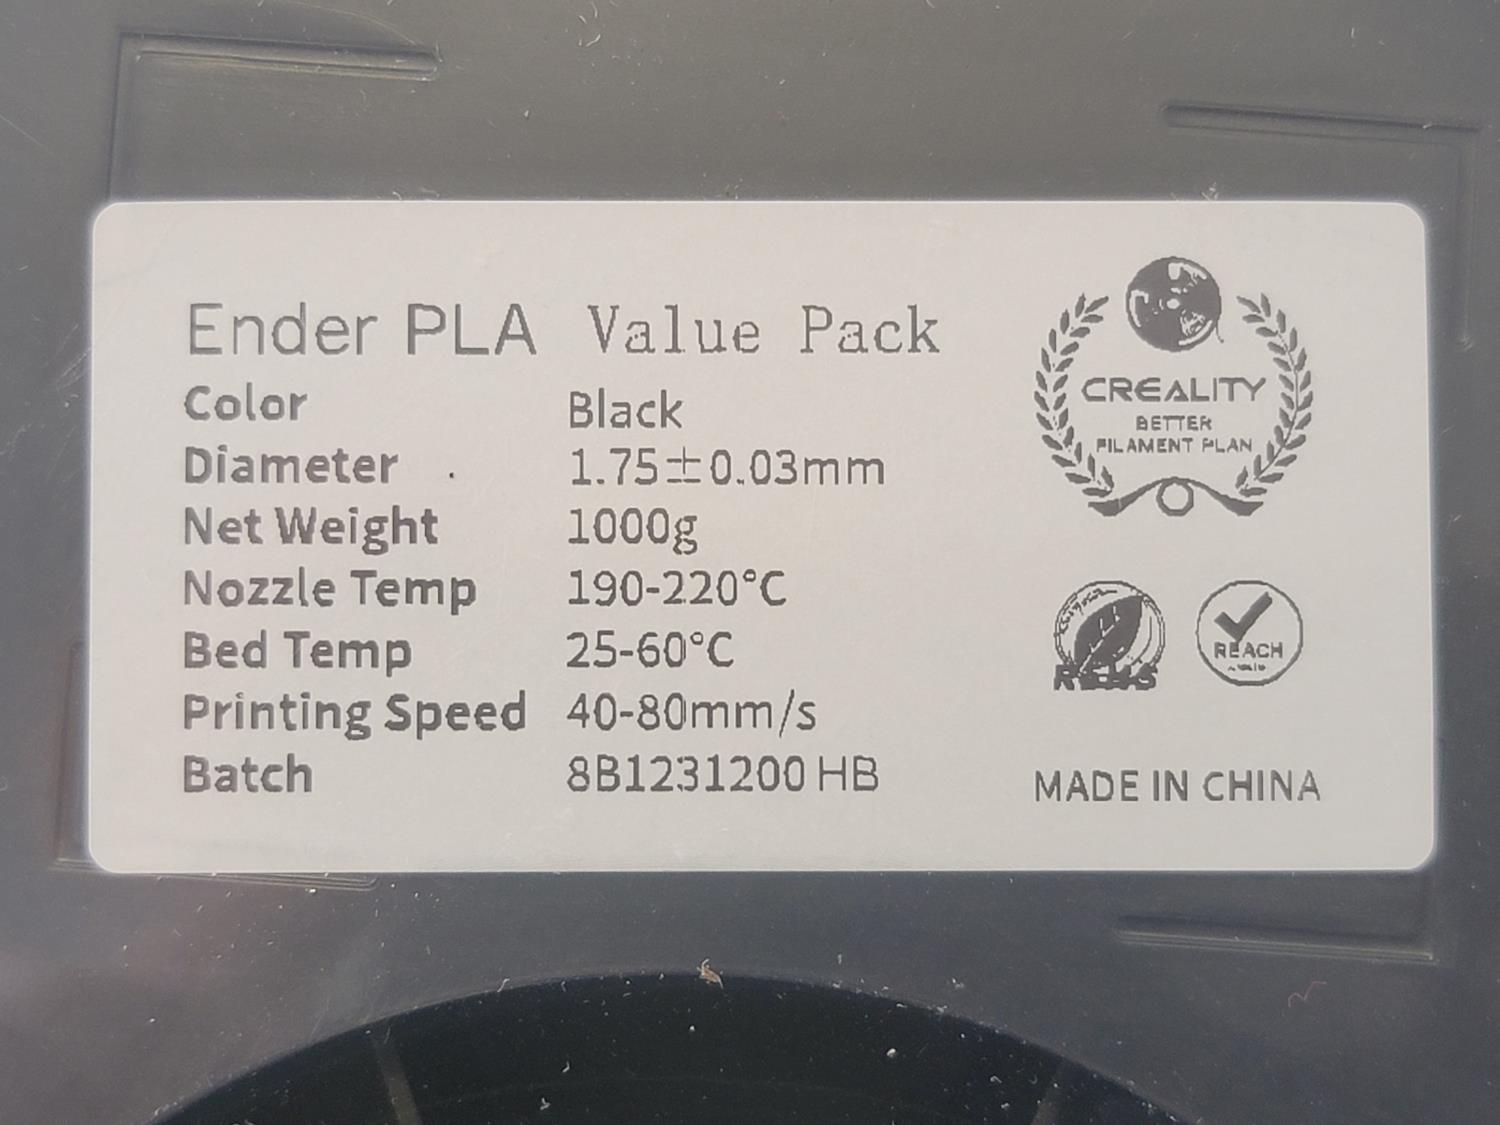 Ender PLA Value Pack
Color Black
Diameter 1.75±0.03mm
Net Weight 1000g
Nozzle Temp 190-220°C
Bed Temp 25-60°C
Printing Speed 40-80mm/s
Batch 8B1231200 HB
CREALITY
BETTER
FILAMENT PLAN
REACH
MADE IN CHINA